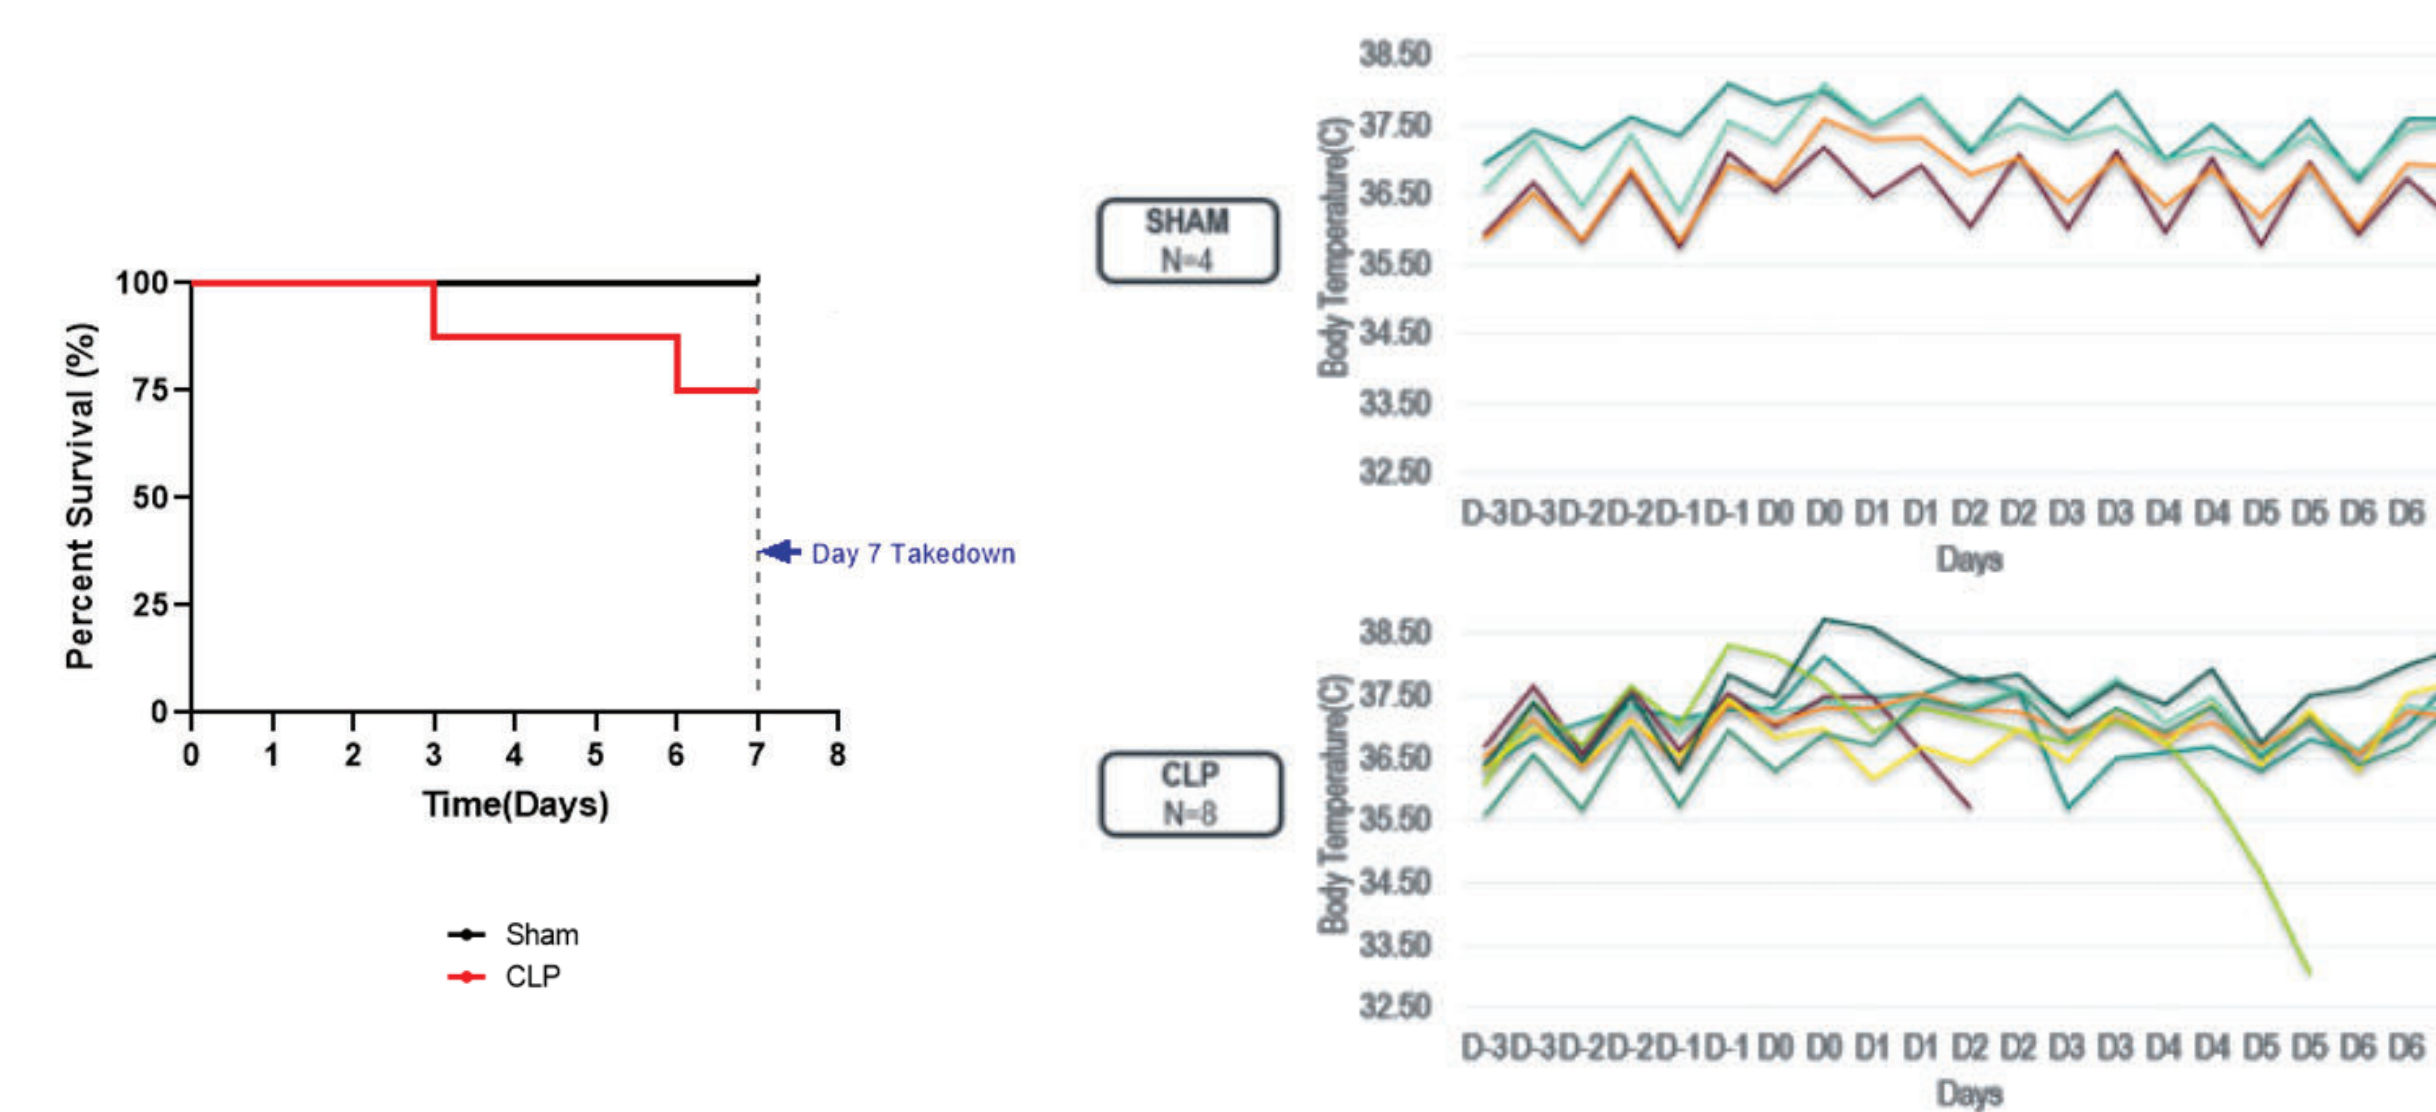 100
75
50
25
0
Percent Survival (%)
0 1 2 3 4 5 6 7 8
Time(Days)
Day 7 Takedown
Sham
CLP
SHAM
N=4
38.50
37.50
36.50
35.50
34.50
33.50
32.50
Body Temperature(C)
D-3 D-3 D-2 D-2 D-1 D-1 D0 D0 D1 D1 D2 D2 D3 D3 D4 D4 D5 D5 D6 D6
Days
CLP
N=8
38.50
37.50
36.50
35.50
34.50
33.50
32.50
Body Temperature(C)
D-3 D-3 D-2 D-2 D-1 D-1 D0 D0 D1 D1 D2 D2 D3 D3 D4 D4 D5 D5 D6 D6
Days